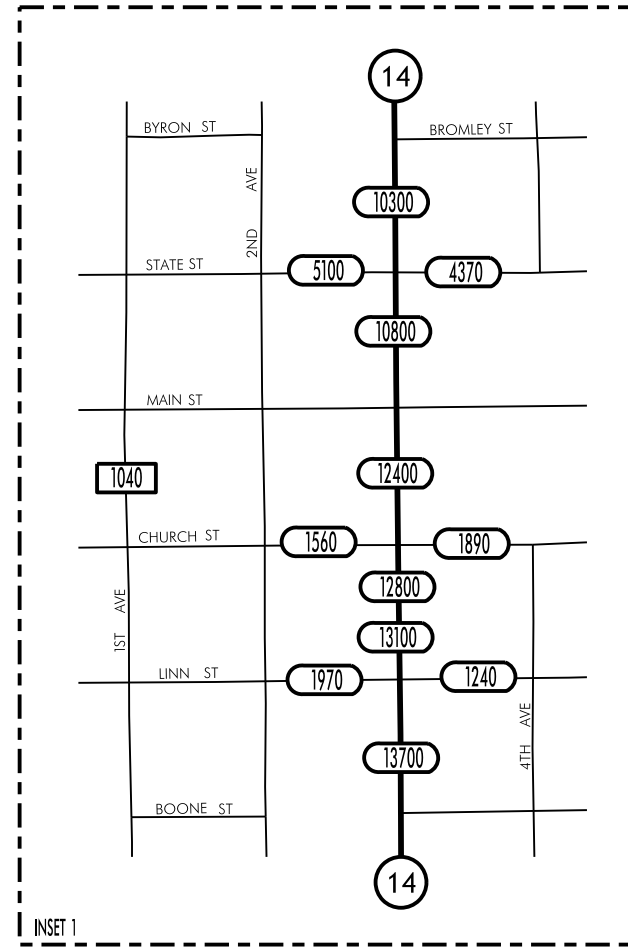 14
BYRON ST
BROMLEY ST
2ND AVE
10300
STATE ST
5100
4370
10800
MAIN ST
1040
12400
CHURCH ST
1560
1890
12800
1ST AVE
13100
LINN ST
1970
1240
4TH AVE
13700
BOONE ST
14
INSET 1